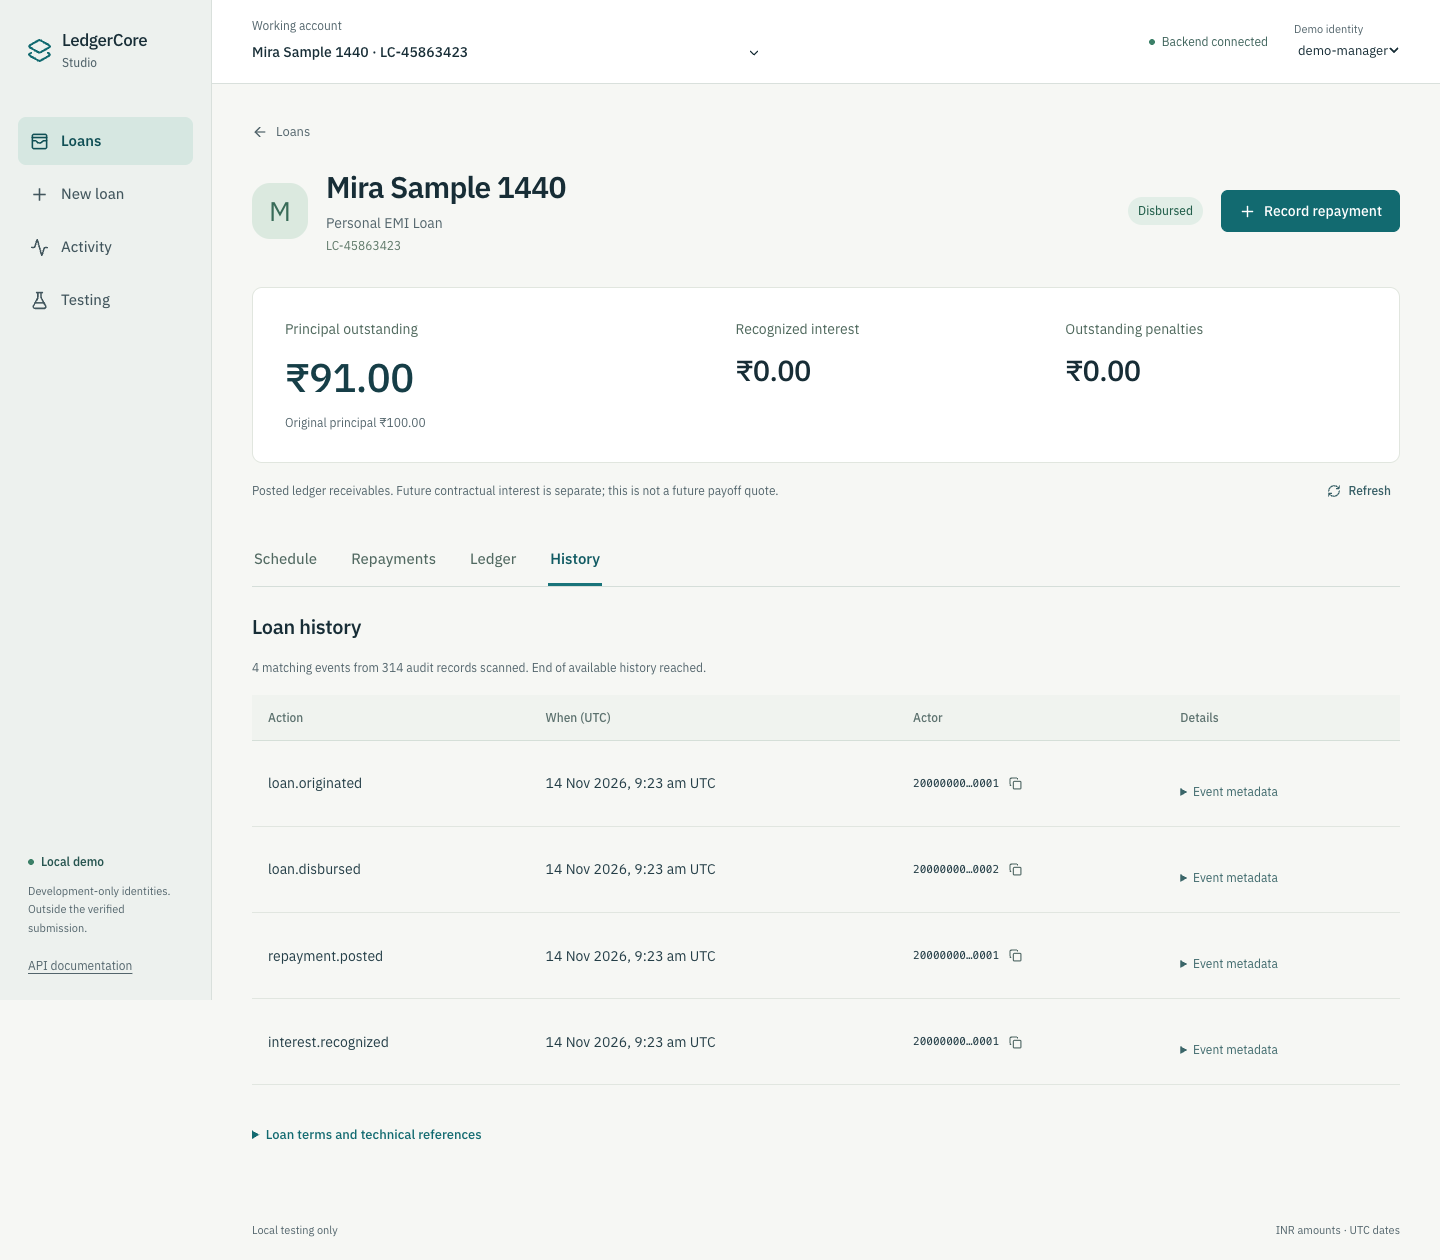 LedgerCore
Studio
Loans
New loan
Activity
Testing
Local demo
Development-only identities.
Outside the verified
submission.
API documentation
Working account
Mira Sample 1440 · LC-45863423
Backend connected
Demo identity
demo-manager
Loans
M
Mira Sample 1440
Personal EMI Loan
LC-45863423
Disbursed
Record repayment
Principal outstanding
₹91.00
Original principal ₹100.00
Recognized interest
₹0.00
Outstanding penalties
₹0.00
Posted ledger receivables. Future contractual interest is separate; this is not a future payoff quote.
Refresh
Schedule Repayments Ledger History
Loan history
4 matching events from 314 audit records scanned. End of available history reached.
Action When (UTC) Actor Details
loan.originated 14 Nov 2026, 9:23 am UTC 20000000…0001 Event metadata
loan.disbursed 14 Nov 2026, 9:23 am UTC 20000000…0002 Event metadata
repayment.posted 14 Nov 2026, 9:23 am UTC 20000000…0001 Event metadata
interest.recognized 14 Nov 2026, 9:23 am UTC 20000000…0001 Event metadata
Loan terms and technical references
Local testing only
INR amounts · UTC dates